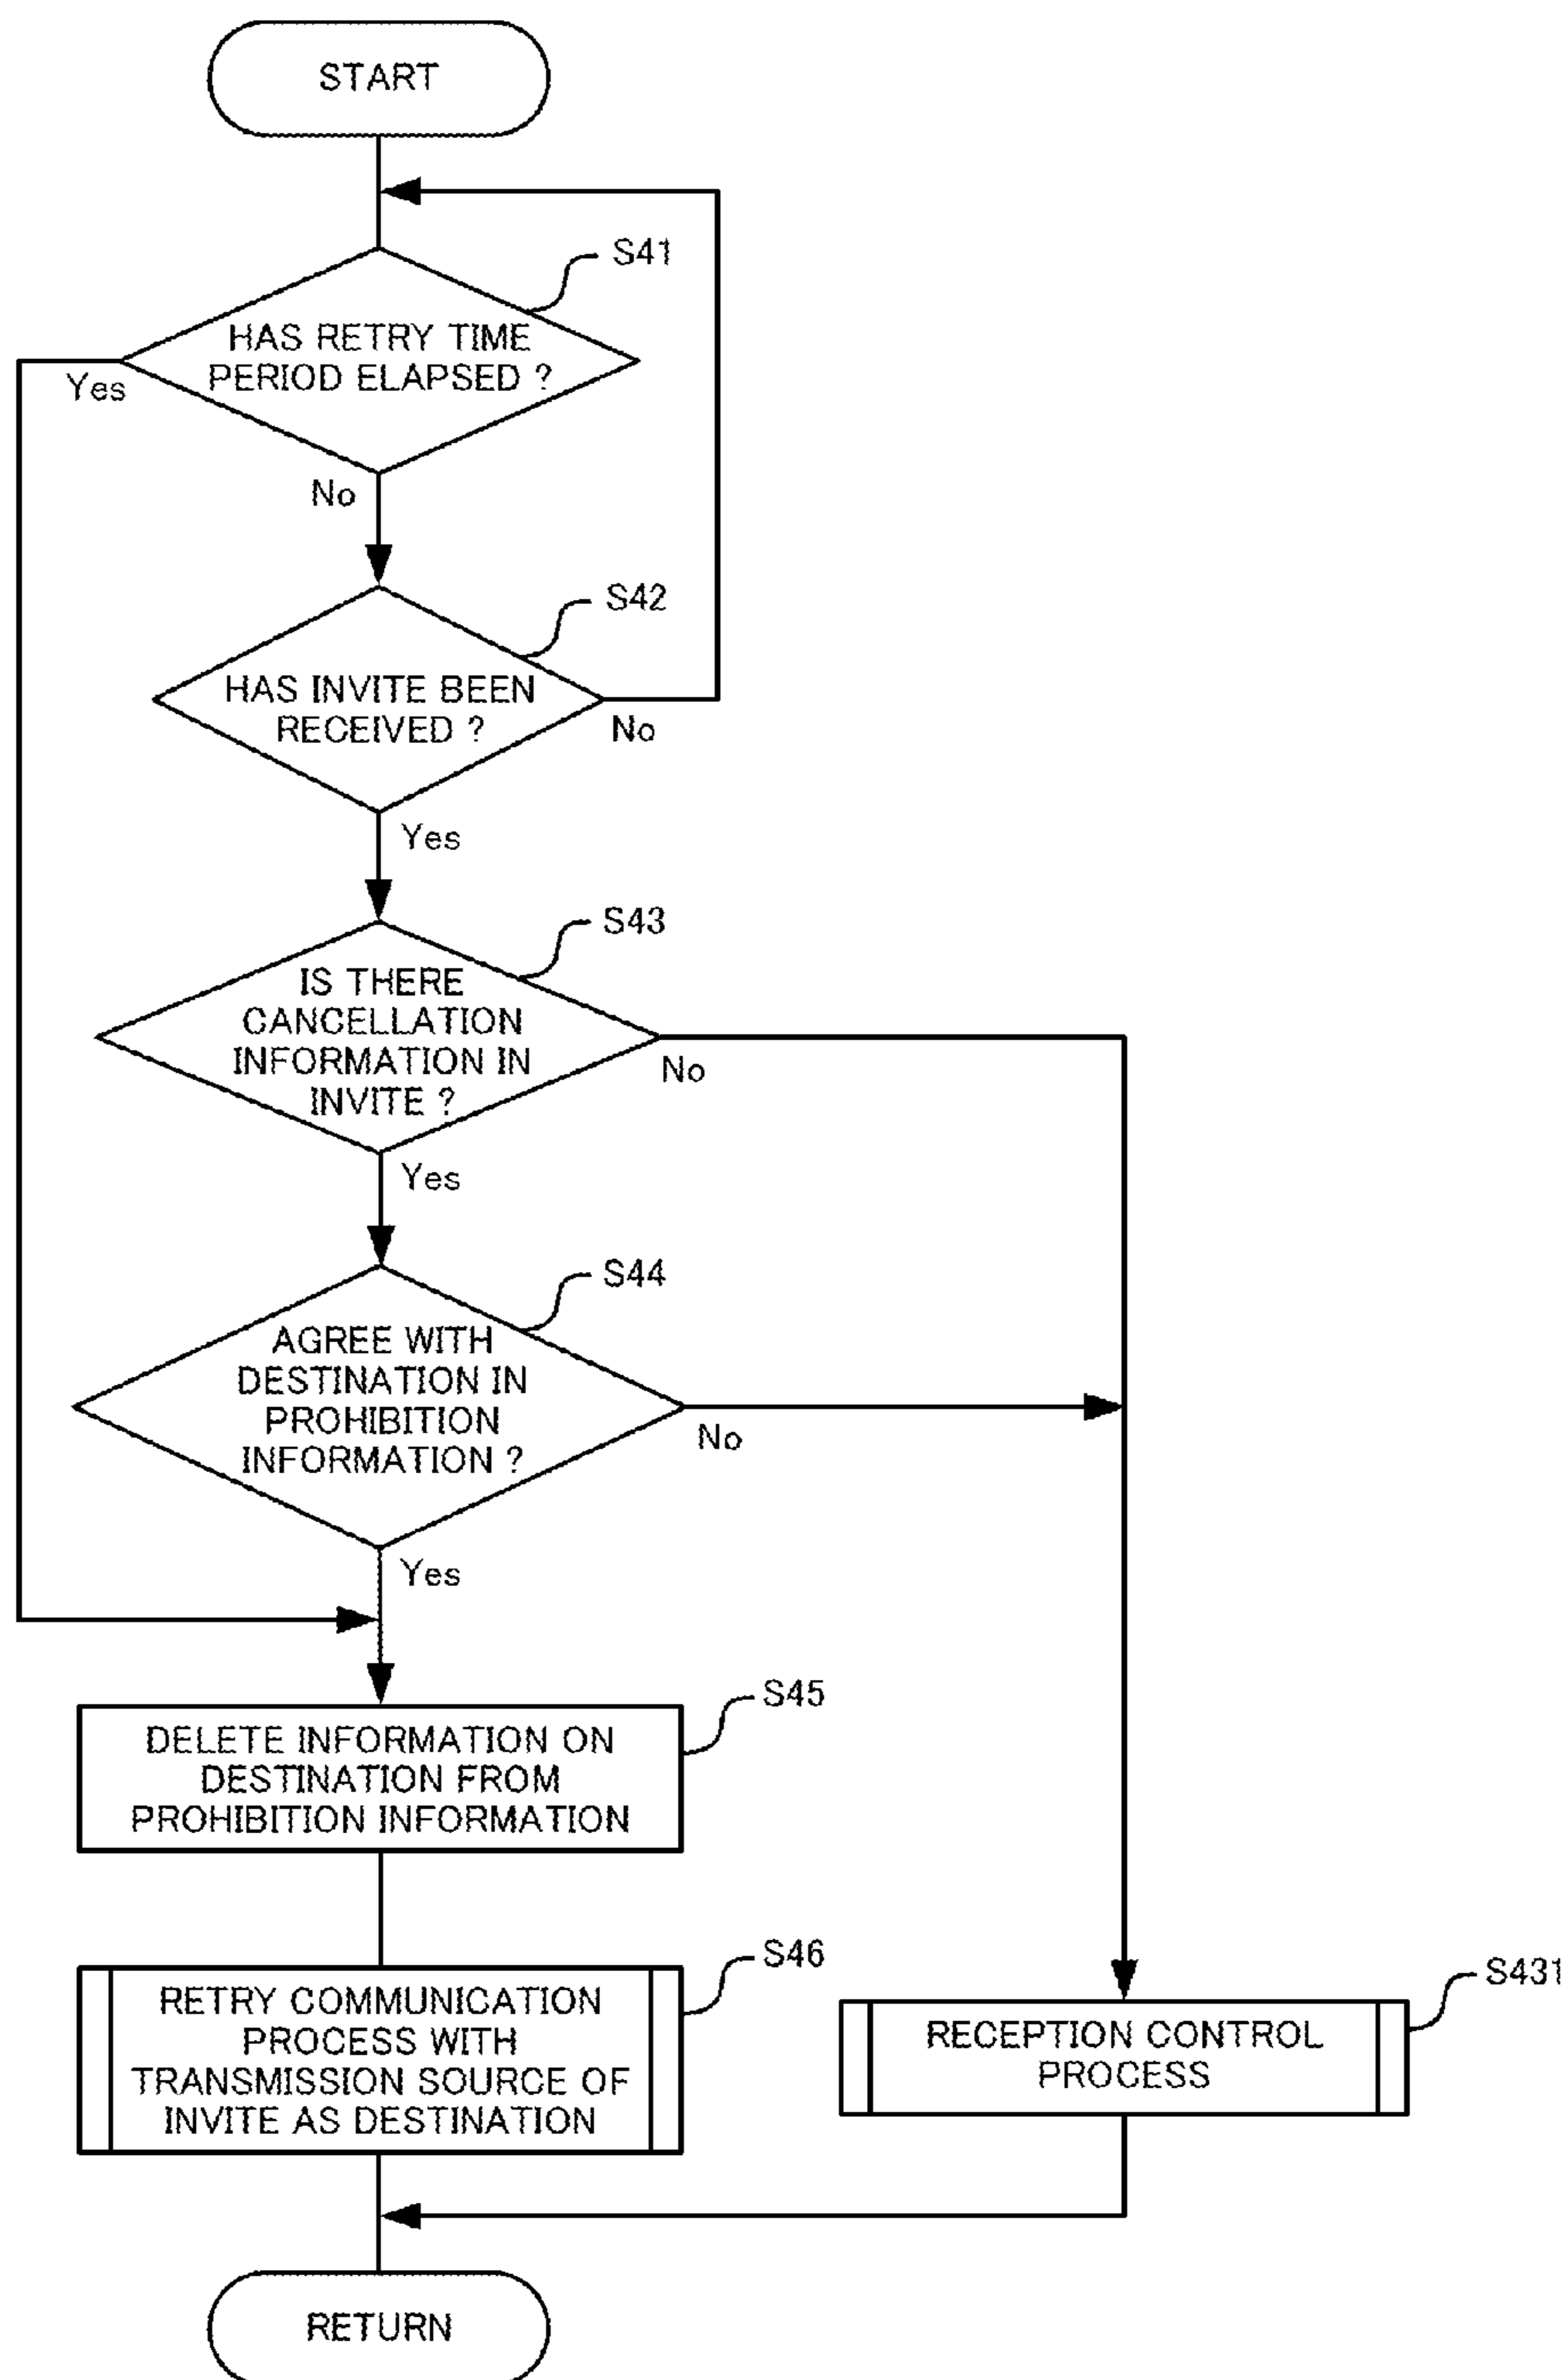 START
S41
HAS RETRY TIME
PERIOD ELAPSED ?
Yes
No
S42
HAS INVITE BEEN
RECEIVED ?
No
Yes
S43
IS THERE
CANCELLATION
INFORMATION IN
INVITE ?
No
Yes
S44
AGREE WITH
DESTINATION IN
PROHIBITION
INFORMATION ?
No
Yes
S45
DELETE INFORMATION ON
DESTINATION FROM
PROHIBITION INFORMATION
S46
RETRY COMMUNICATION
PROCESS WITH
TRANSMISSION SOURCE OF
INVITE AS DESTINATION
S431
RECEPTION CONTROL
PROCESS
RETURN